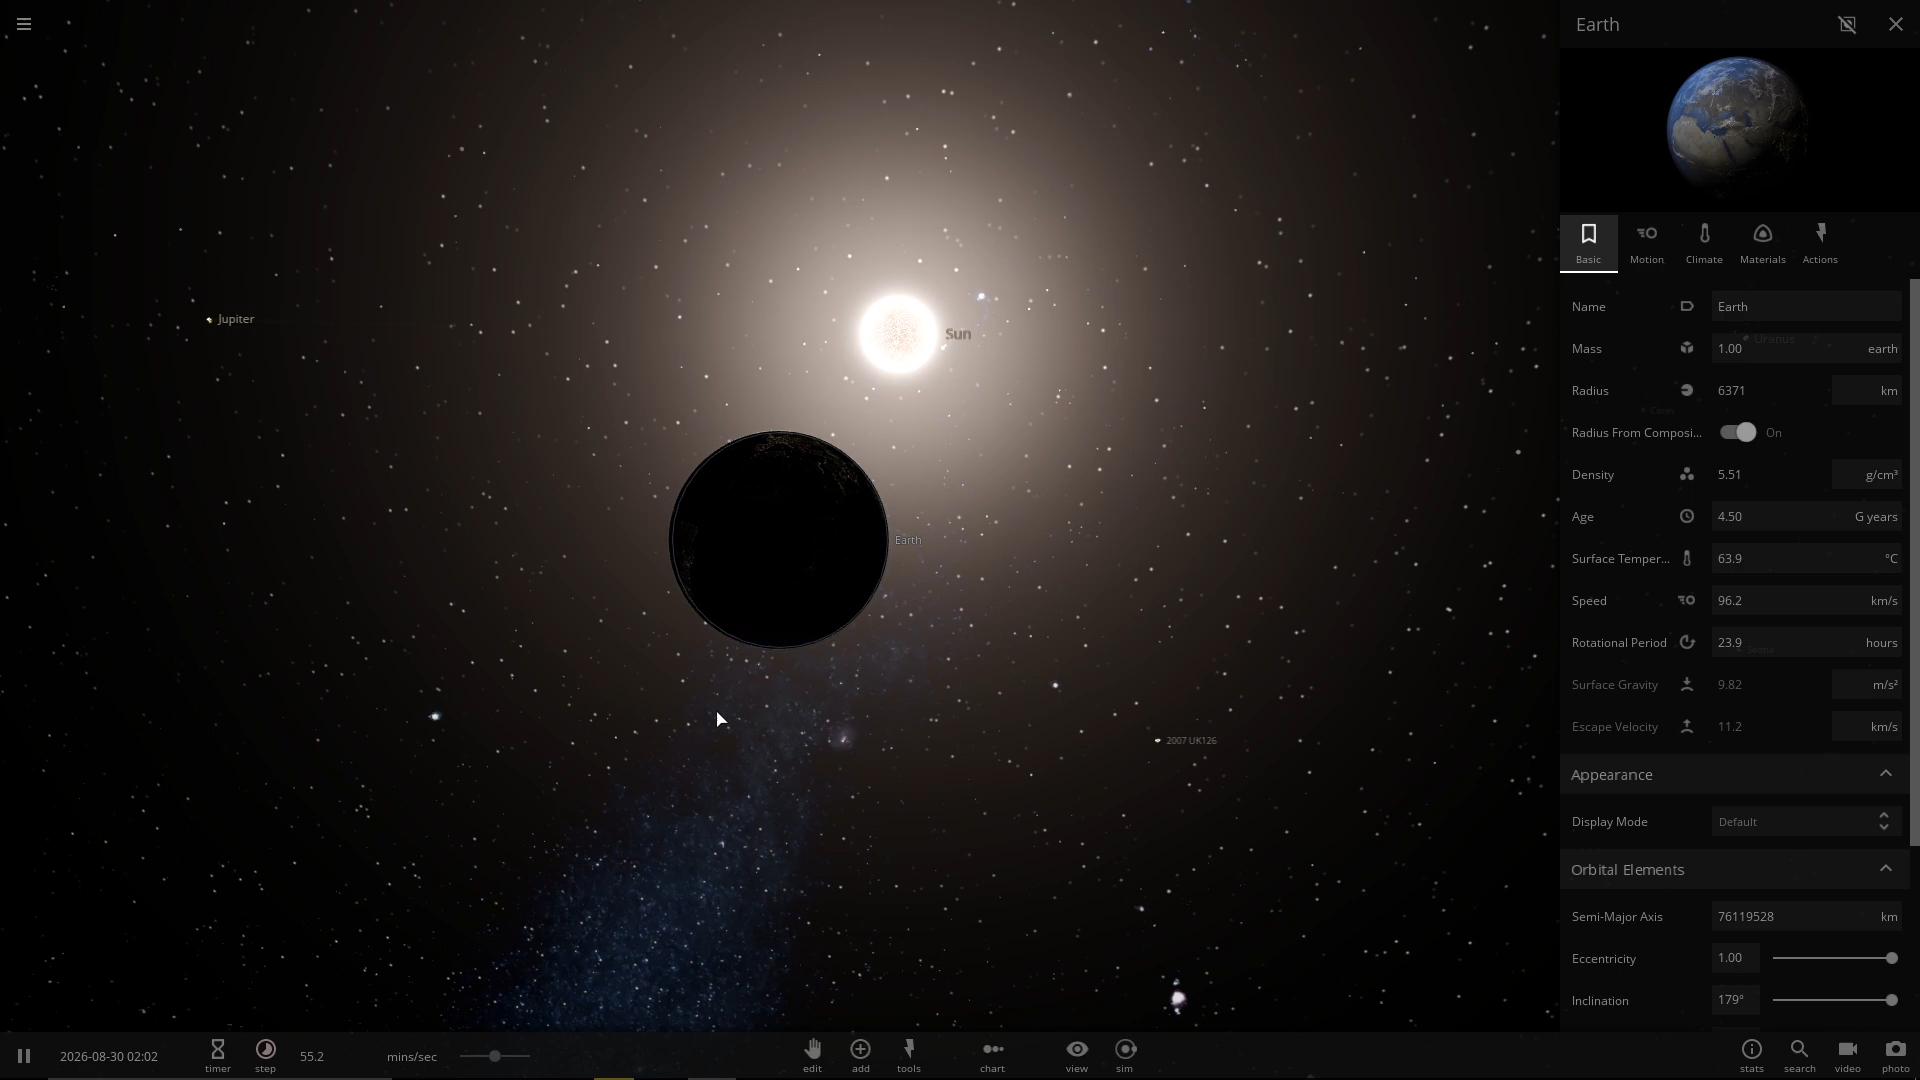 Earth
Jupiter
Sun
Earth
2007 UK126
Basic
Motion
Climate
Materials
Actions
Name
Earth
Uranus
Mass
1.00
earth
Radius
6371
km
Ceres
Radius From Composi...
On
Density
5.51
g/cm³
Age
4.50
G years
Surface Temper...
63.9
°C
Speed
96.2
km/s
Rotational Period
23.9
hours
Sedna
Surface Gravity
9.82
m/s²
Escape Velocity
11.2
km/s
Appearance
Display Mode
Default
Orbital Elements
Semi-Major Axis
76119528
km
Eccentricity
1.00
Inclination
179°
2026-08-30 02:02
timer
step
55.2
mins/sec
edit
add
tools
chart
view
sim
stats
search
video
photo